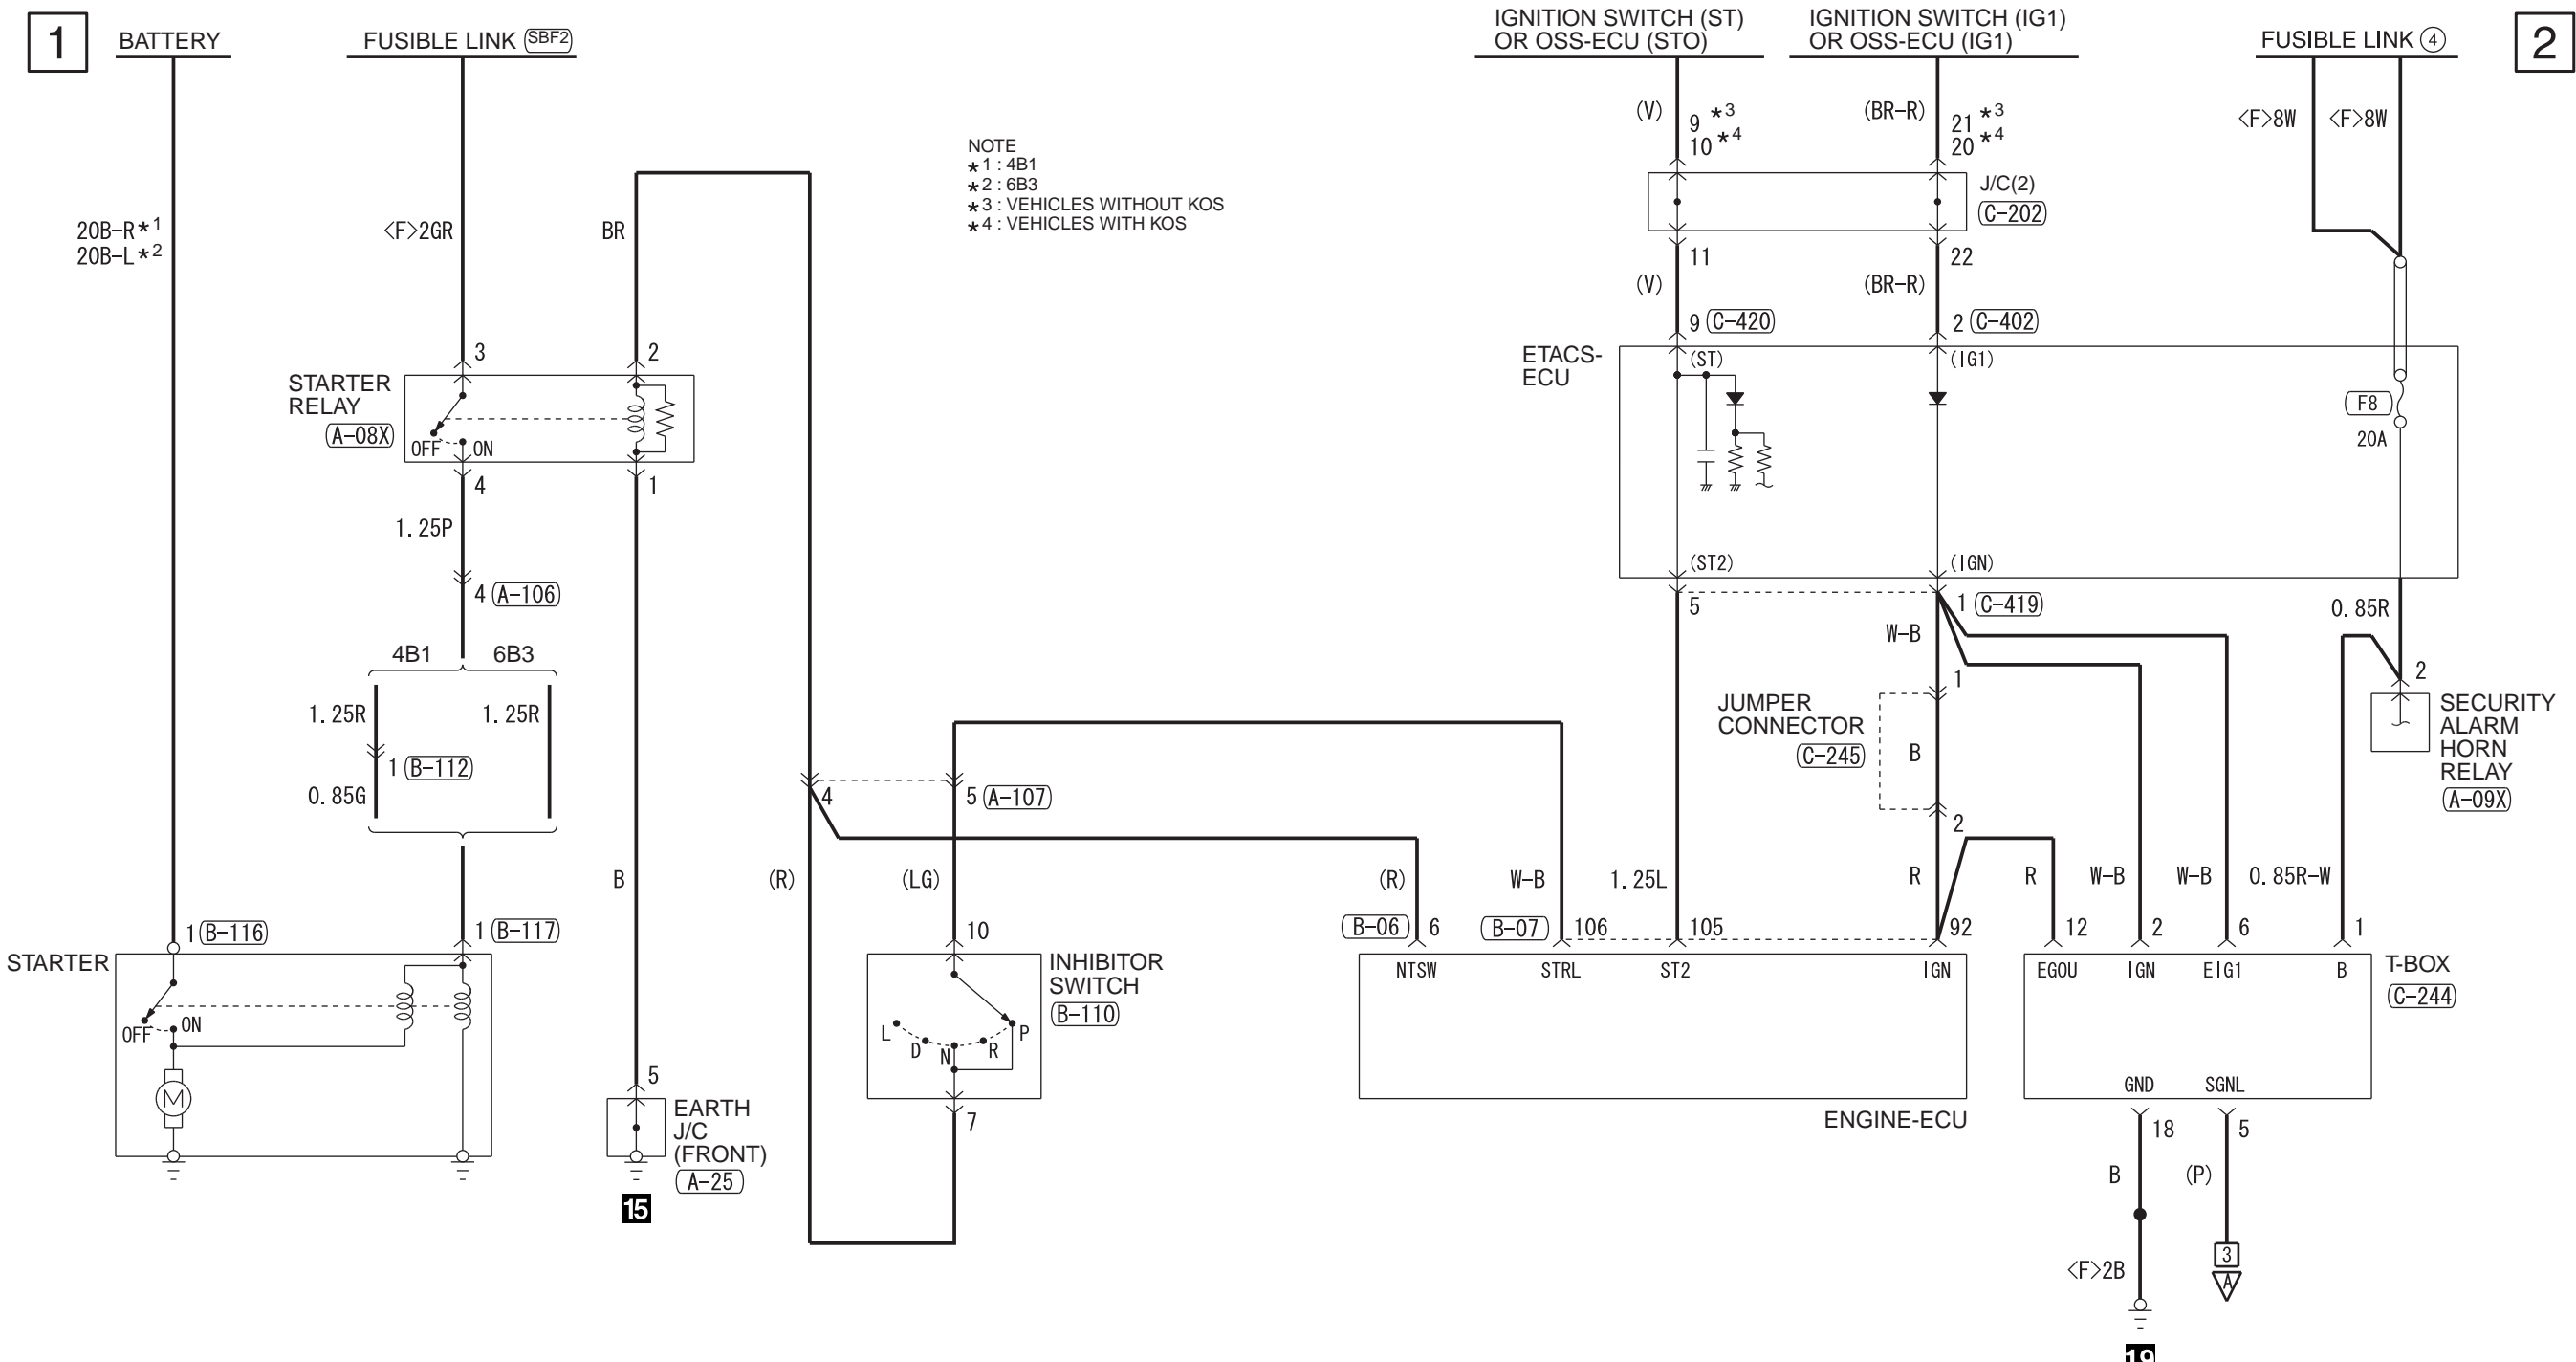 1
BATTERY
FUSIBLE LINK SBF2
IGNITION SWITCH (ST)
OR OSS-ECU (STO)
IGNITION SWITCH (IG1)
OR OSS-ECU (IG1)
FUSIBLE LINK 4
2
(V)
9 *3
10 *4
(BR-R)
21 *3
20 *4
<F>8W
<F>8W
NOTE
*1 : 4B1
*2 : 6B3
*3 : VEHICLES WITHOUT KOS
*4 : VEHICLES WITH KOS
J/C(2)
C-202
20B-R*1
20B-L*2
<F>2GR
BR
11
22
(V)
(BR-R)
9 C-420
2 C-402
3
2
ETACS-
ECU
(ST)
(IG1)
STARTER
RELAY
A-08X
OFF
ON
F8
20A
4
1
1.25P
(ST2)
(IGN)
4 A-106
5
1 C-419
0.85R
W-B
4B1
6B3
1
2
1.25R
1.25R
JUMPER
CONNECTOR
C-245
B
SECURITY
ALARM
HORN
RELAY
A-09X
1 B-112
0.85G
4
5 A-107
2
B
(R)
(LG)
(R)
W-B
1.25L
R
R
W-B
W-B
0.85R-W
1 B-116
1 B-117
10
B-06 6
B-07 106
105
92
12
2
6
1
STARTER
INHIBITOR
SWITCH
B-110
NTSW
STRL
ST2
IGN
EGOU
IGN
EIG1
B
T-BOX
C-244
OFF
ON
L
D
N
R
P
M
5
GND
SGNL
EARTH
J/C
(FRONT)
A-25
7
ENGINE-ECU
18
5
B
(P)
15
3
A
<F>2B
19